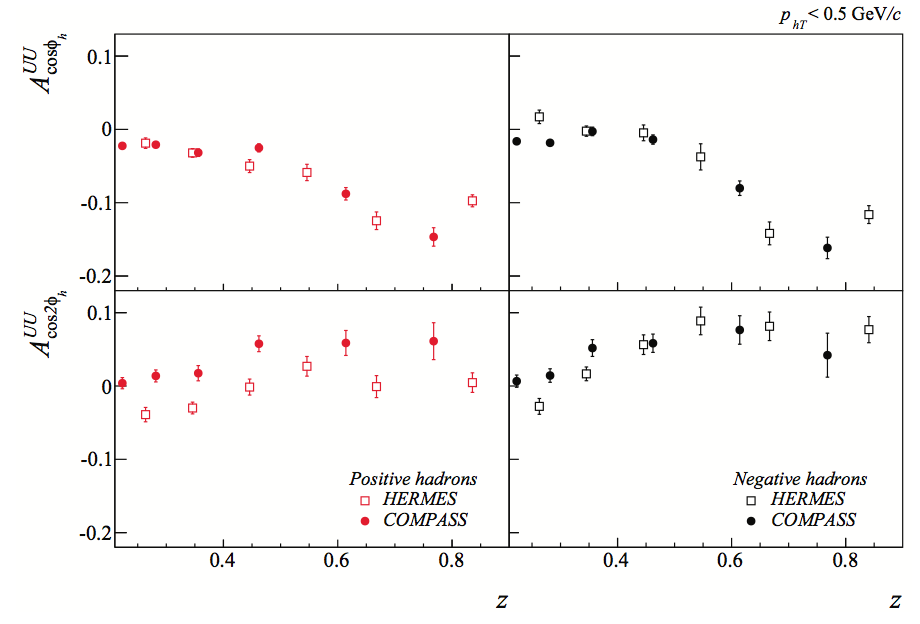 p_hT < 0.5 GeV/c
A^UU_cosϕ_h
0.1
0
-0.1
-0.2
A^UU_cos2ϕ_h
0.1
0
-0.1
-0.2
Positive hadrons
HERMES
COMPASS
Negative hadrons
HERMES
COMPASS
0.4 0.6 0.8 0.4 0.6 0.8
z z